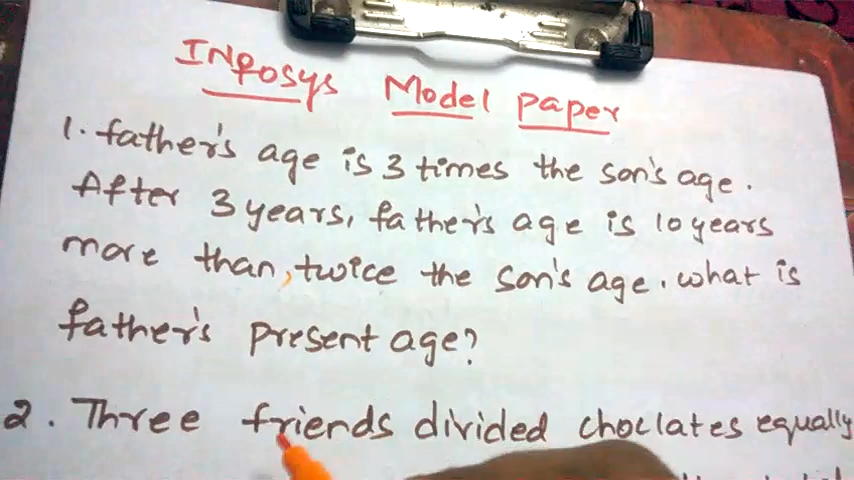 INfosys Model paper
1. father's age is 3 times the son's age.
After 3 years, father's age is 10 years
more than, twice the son's age. what is
father's present age?
2. Three friends divided choclates equally